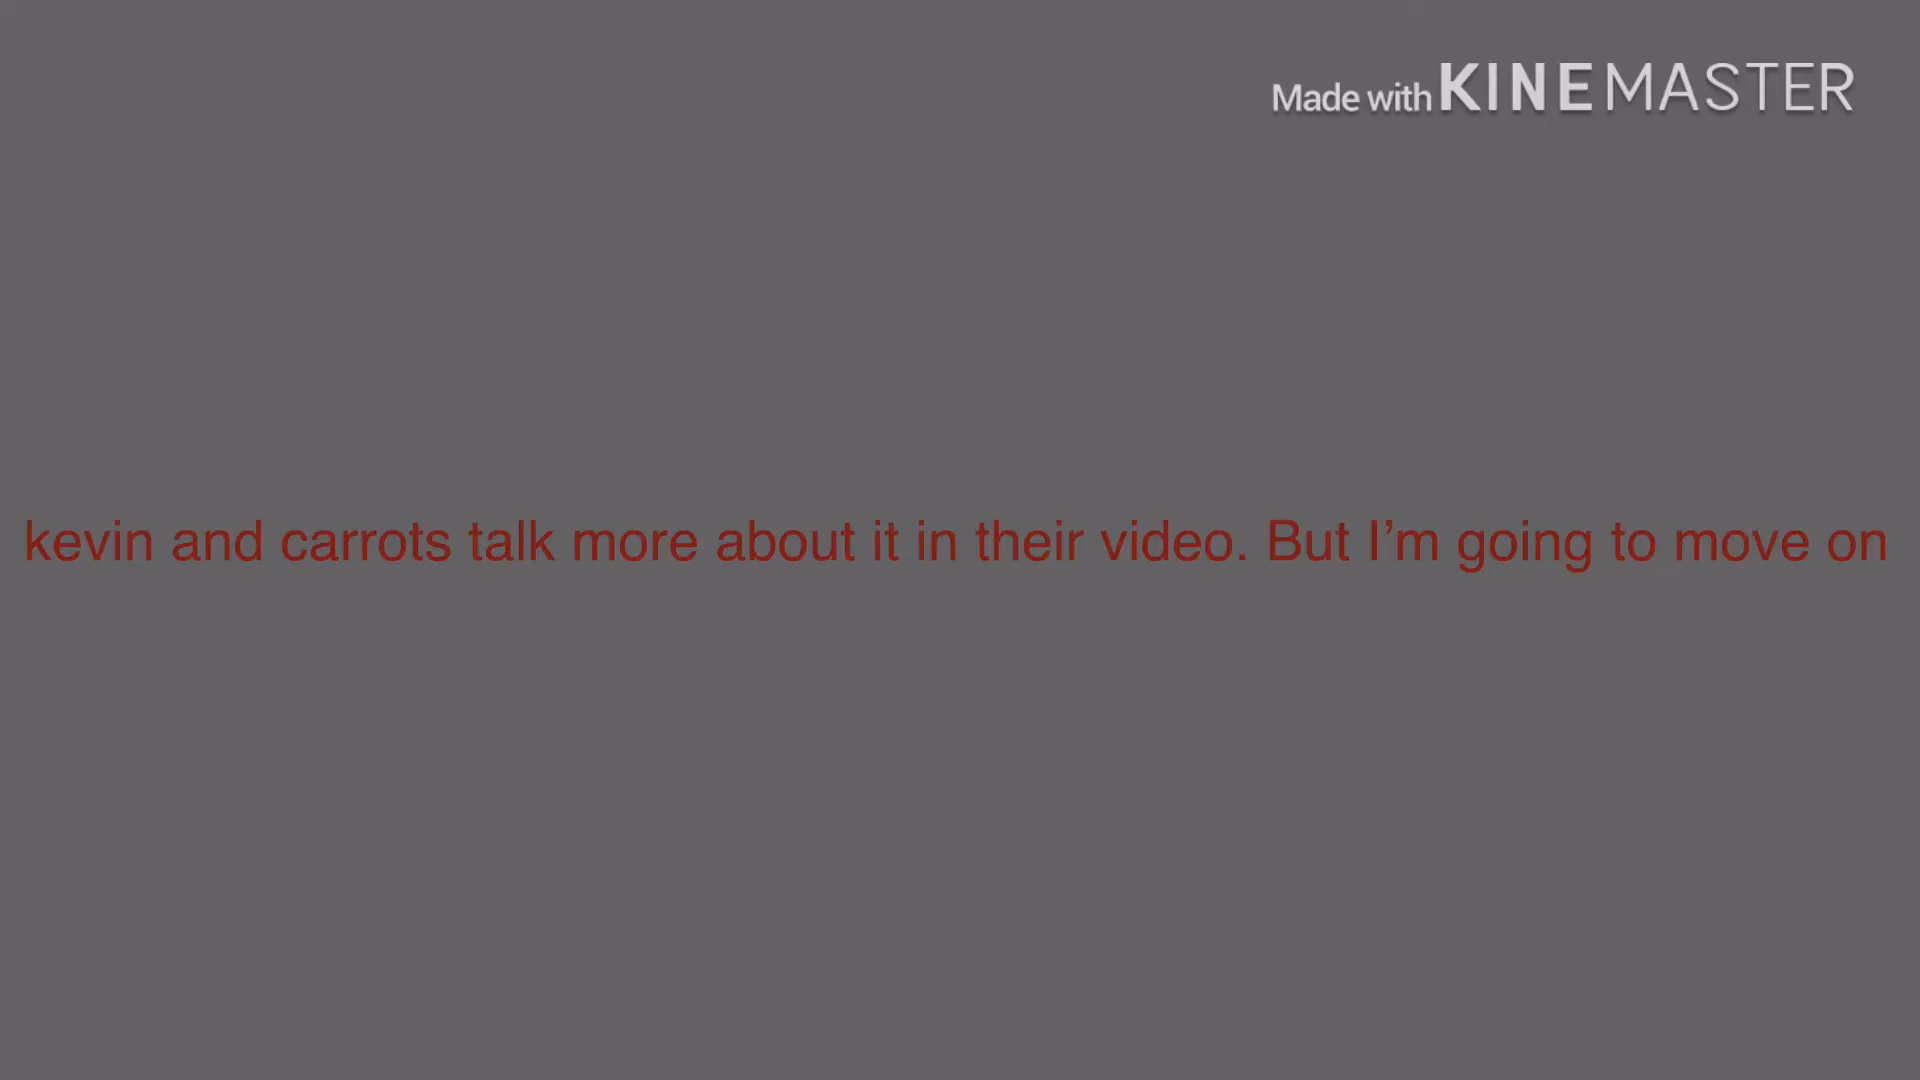 Made with KINEMASTER
kevin and carrots talk more about it in their video. But I’m going to move on